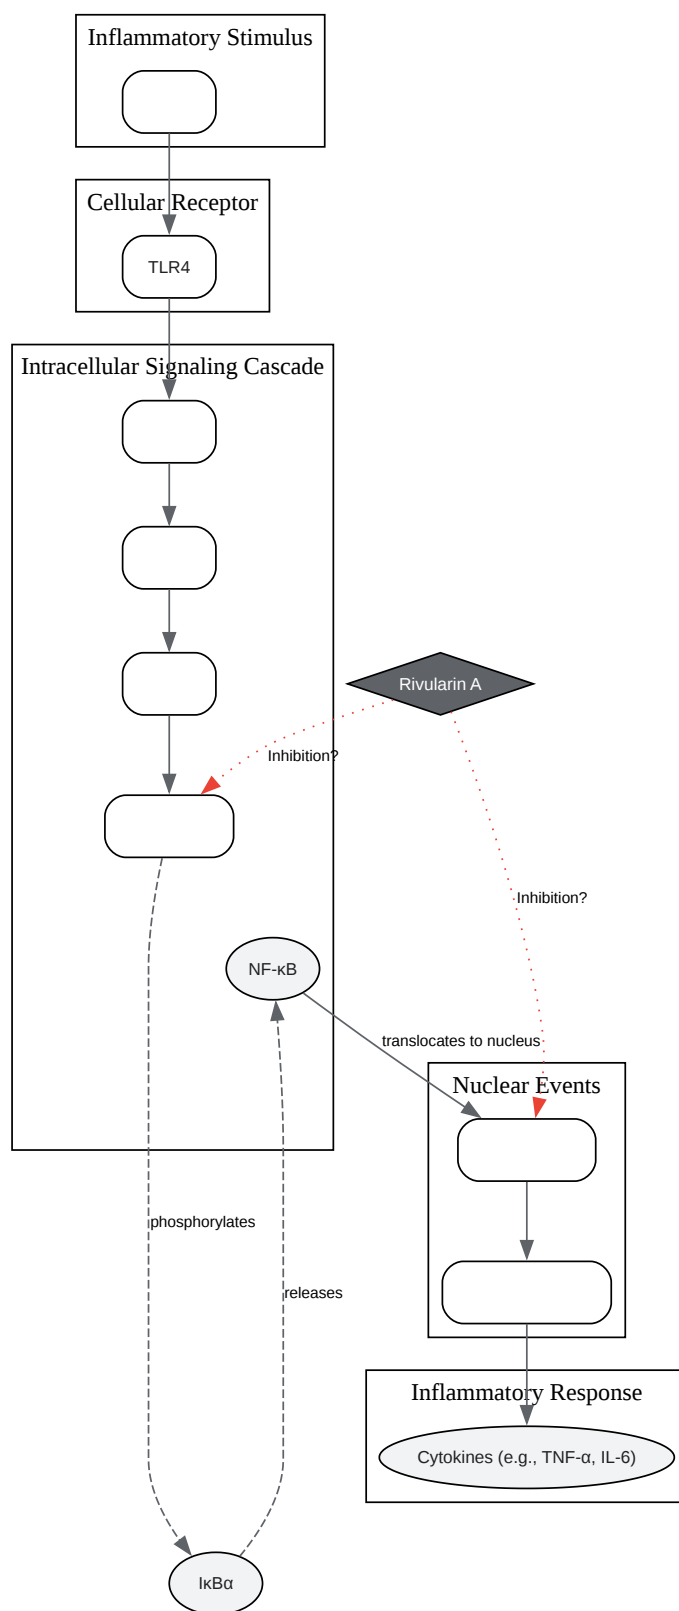 Inflammatory Stimulus
Cellular Receptor
TLR4
Intracellular Signaling Cascade
Rivularin A
Inhibition?
Inhibition?
NF-κB
translocates to nucleus
Nuclear Events
phosphorylates
releases
Inflammatory Response
Cytokines (e.g., TNF-α, IL-6)
IκBα